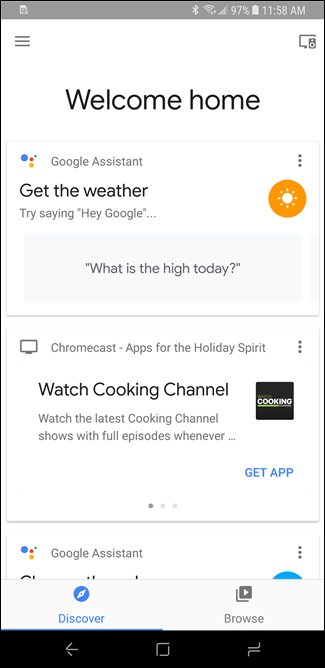 97% 11:58 AM
Welcome home
Google Assistant
Get the weather
Try saying "Hey Google"...
"What is the high today?"
Chromecast - Apps for the Holiday Spirit
Watch Cooking Channel
WATCH
COOKING
Watch the latest Cooking Channel
shows with full episodes whenever ...
GET APP
Google Assistant
Discover
Browse